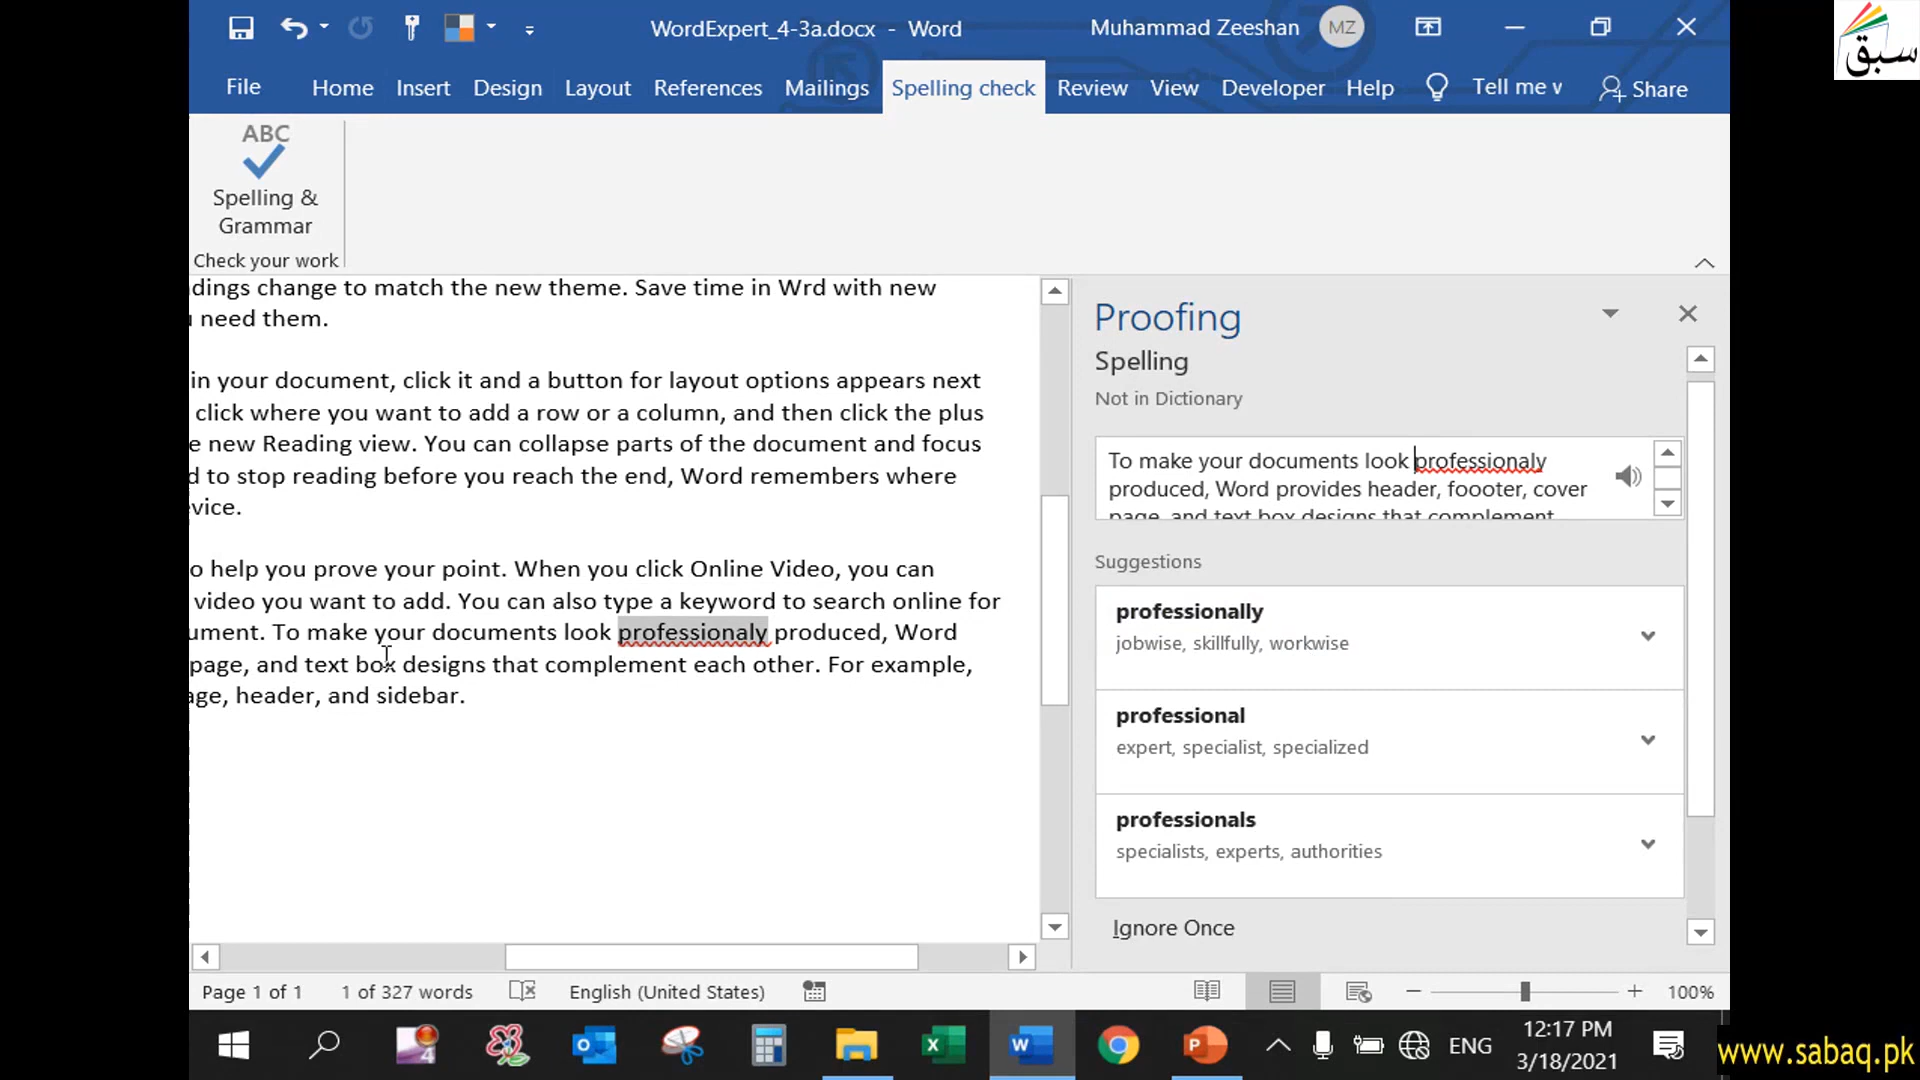 WordExpert_4-3a.docx - Word
Muhammad Zeeshan MZ
سبق
File Home Insert Design Layout References Mailings Spelling check Review View Developer Help Tell me w Share
ABC
Spelling &
Grammar
Check your work
dings change to match the new theme. Save time in Wrd with new
need them.
in your document, click it and a button for layout options appears next
click where you want to add a row or a column, and then click the plus
e new Reading view. You can collapse parts of the document and focus
d to stop reading before you reach the end, Word remembers where
evice.
o help you prove your point. When you click Online Video, you can
video you want to add. You can also type a keyword to search online for
ument. To make your documents look professionaly produced, Word
page, and text box designs that complement each other. For example,
age, header, and sidebar.
Proofing
Spelling
Not in Dictionary
To make your documents look professionaly
produced, Word provides header, foooter, cover
page, and text box designs that complement
Suggestions
professionally
jobwise, skillfully, workwise
professional
expert, specialist, specialized
professionals
specialists, experts, authorities
Ignore Once
Page 1 of 1 1 of 327 words English (United States) 100%
4 ENG 12:17 PM
3/18/2021
www.sabaq.pk